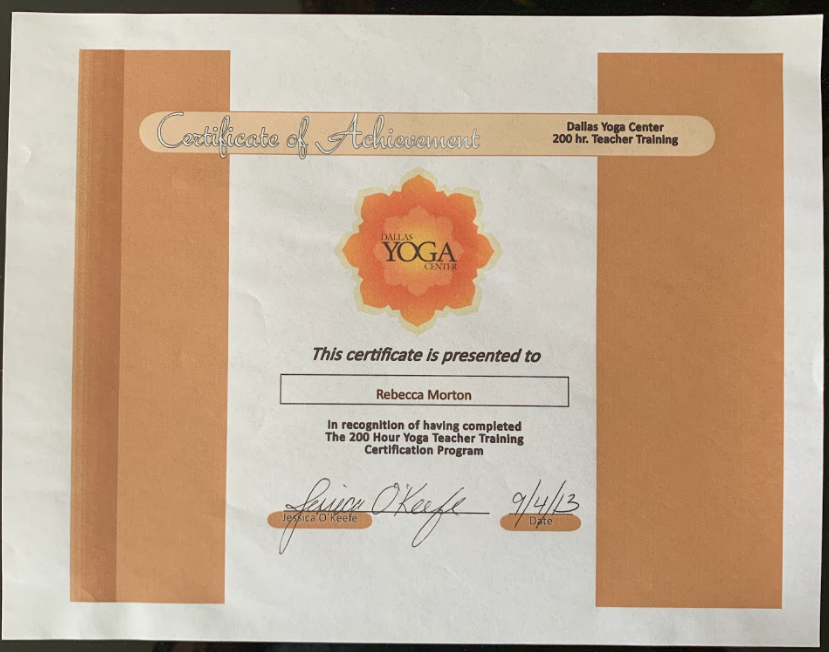 Certificate of Achievement
Dallas Yoga Center
200 hr. Teacher Training
DALLAS
YOGA
CENTER
This certificate is presented to
Rebecca Morton
In recognition of having completed
The 200 Hour Yoga Teacher Training
Certification Program
Jessica O'Keefe 9/4/13
Jessica O'Keefe Date